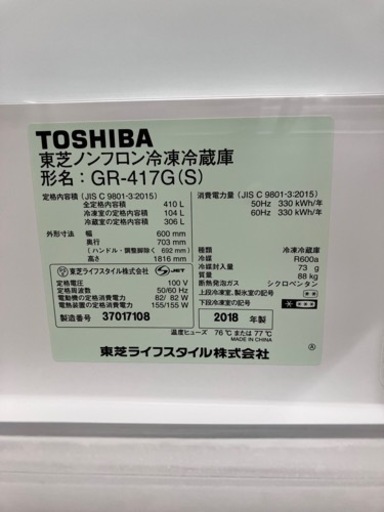 TOSHIBA
東芝ノンフロン冷凍冷蔵庫
形名：GR-417G(S)
定格内容積 (JIS C 9801-3:2015)
全定格内容積 410 L
冷凍室の定格内容積 104 L
冷蔵室の定格内容積 306 L
外形寸法 幅 600 mm
奥行 703 mm
(ハンドル・調整脚除く 692 mm)
高さ 1816 mm
消費電力量 (JIS C 9801-3:2015)
50Hz 330 kWh/年
60Hz 330 kWh/年
種類 冷凍冷蔵庫
冷媒 R600a
冷媒封入量 73 g
質量 88 kg
断熱発泡ガス シクロペンタン
上段冷凍室、製氷室の記号
下段冷凍室の記号
東芝ライフスタイル株式会社 JET
定格電圧 100 V
定格周波数 50/60 Hz
電動機の定格消費電力 82/ 82 W
電熱装置の定格消費電力 155/155 W
製造番号 37017108
2018 年製
温度ヒューズ 76℃ または 77℃
MADE IN CHINA
東芝ライフスタイル株式会社